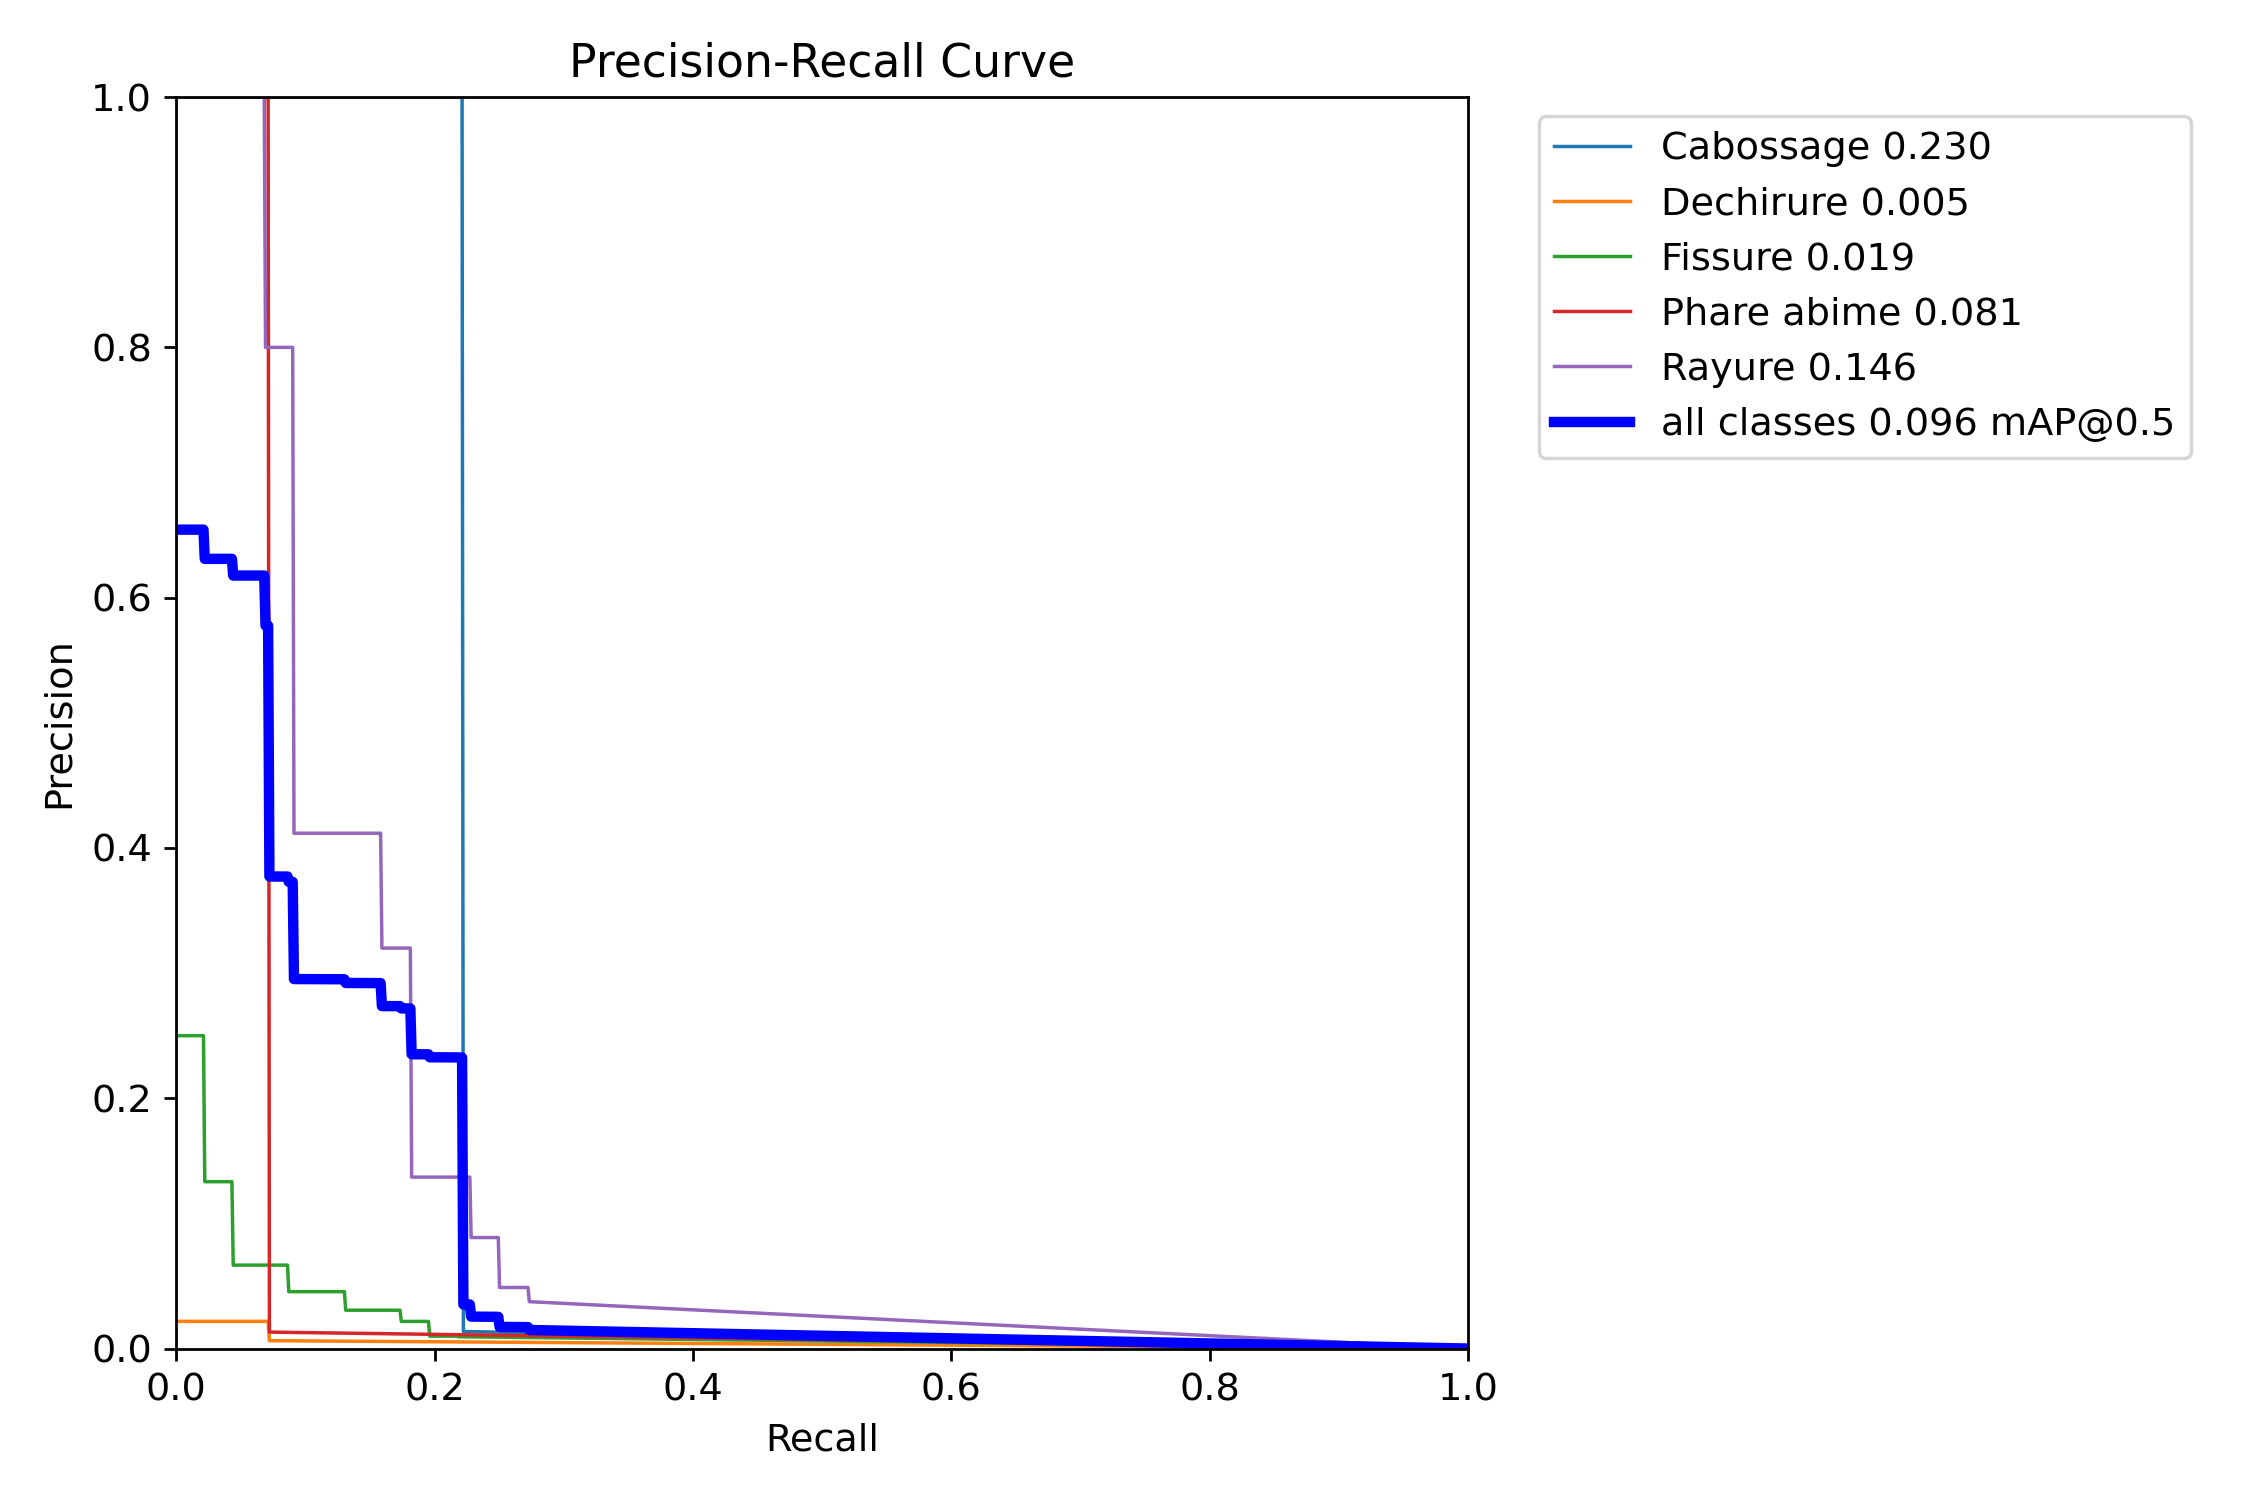 Precision-Recall Curve
1.0
0.8
0.6
0.4
0.2
0.0
Precision
0.0 0.2 0.4 0.6 0.8 1.0
Recall
Cabossage 0.230
Dechirure 0.005
Fissure 0.019
Phare abime 0.081
Rayure 0.146
all classes 0.096 mAP@0.5